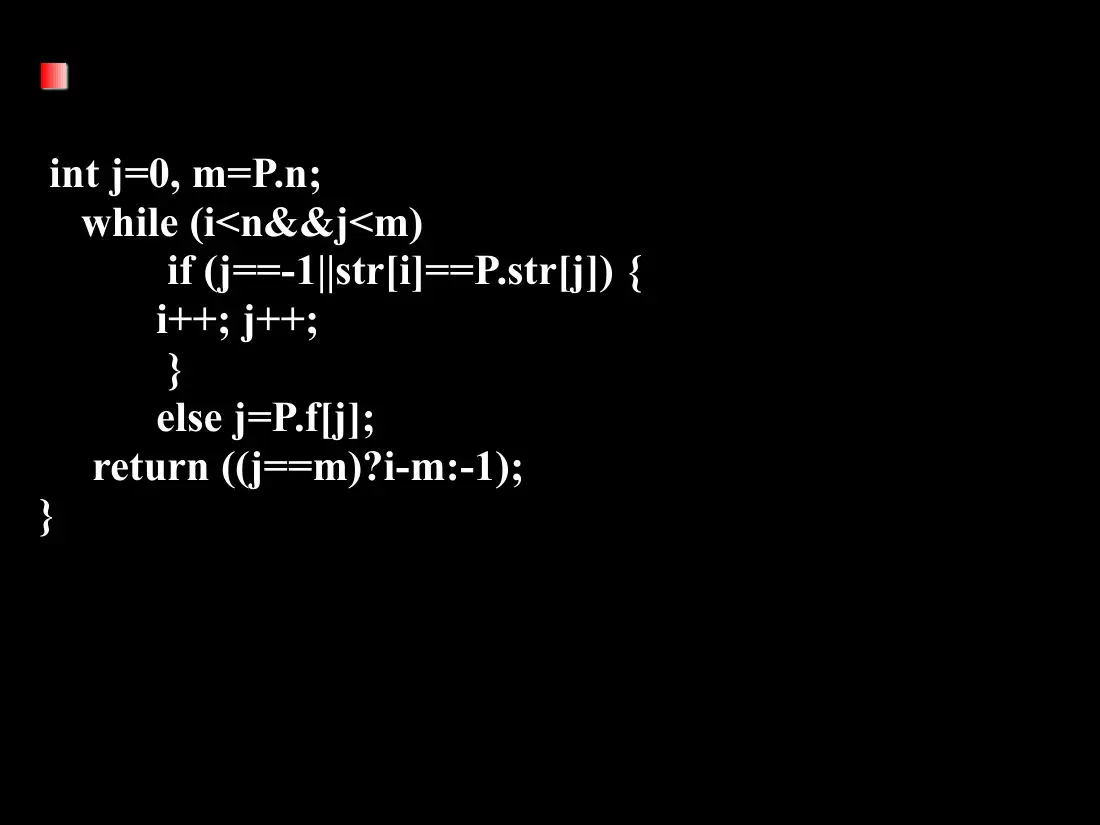 int j=0, m=P.n;
while (i<n&&j<m)
if (j==-1||str[i]==P.str[j]) {
i++; j++;
}
else j=P.f[j];
return ((j==m)?i-m:-1);
}